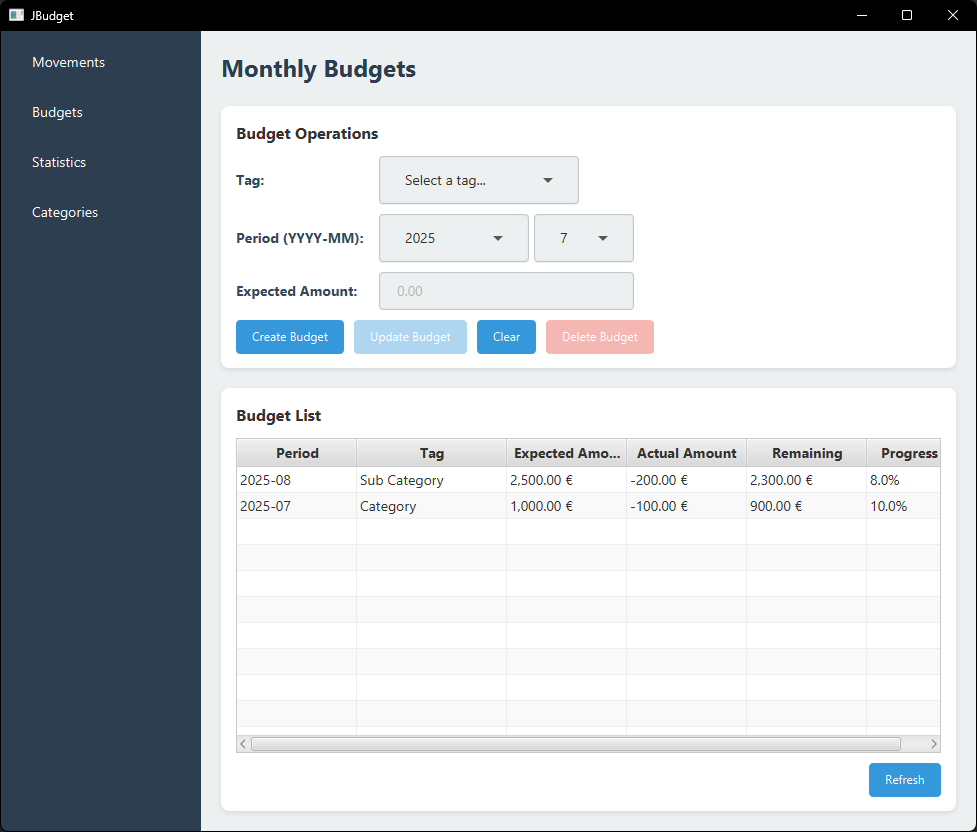 JBudget
Movements
Budgets
Statistics
Categories
Monthly Budgets
Budget Operations
Tag: Select a tag...
Period (YYYY-MM): 2025 7
Expected Amount: 0.00
Create Budget Update Budget Clear Delete Budget
Budget List
Period Tag Expected Amo... Actual Amount Remaining Progress
2025-08 Sub Category 2,500.00 € -200.00 € 2,300.00 € 8.0%
2025-07 Category 1,000.00 € -100.00 € 900.00 € 10.0%
Refresh